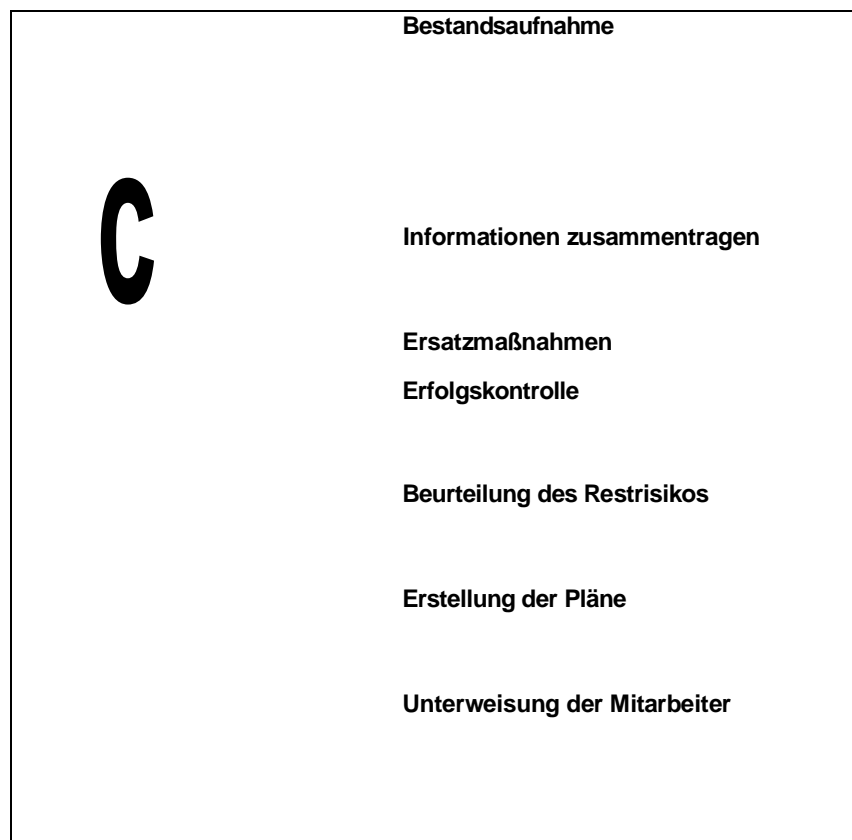 Bestandsaufnahme
C
Informationen zusammentragen
Ersatzmaßnahmen
Erfolgskontrolle
Beurteilung des Restrisikos
Erstellung der Pläne
Unterweisung der Mitarbeiter